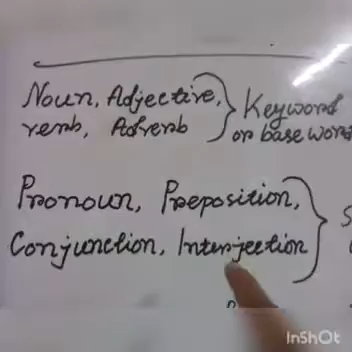 Noun, Adjective,
verb, Adverb
Keyword
or base word
Pronoun, Preposition,
Conjunction, Interjection
InShOt